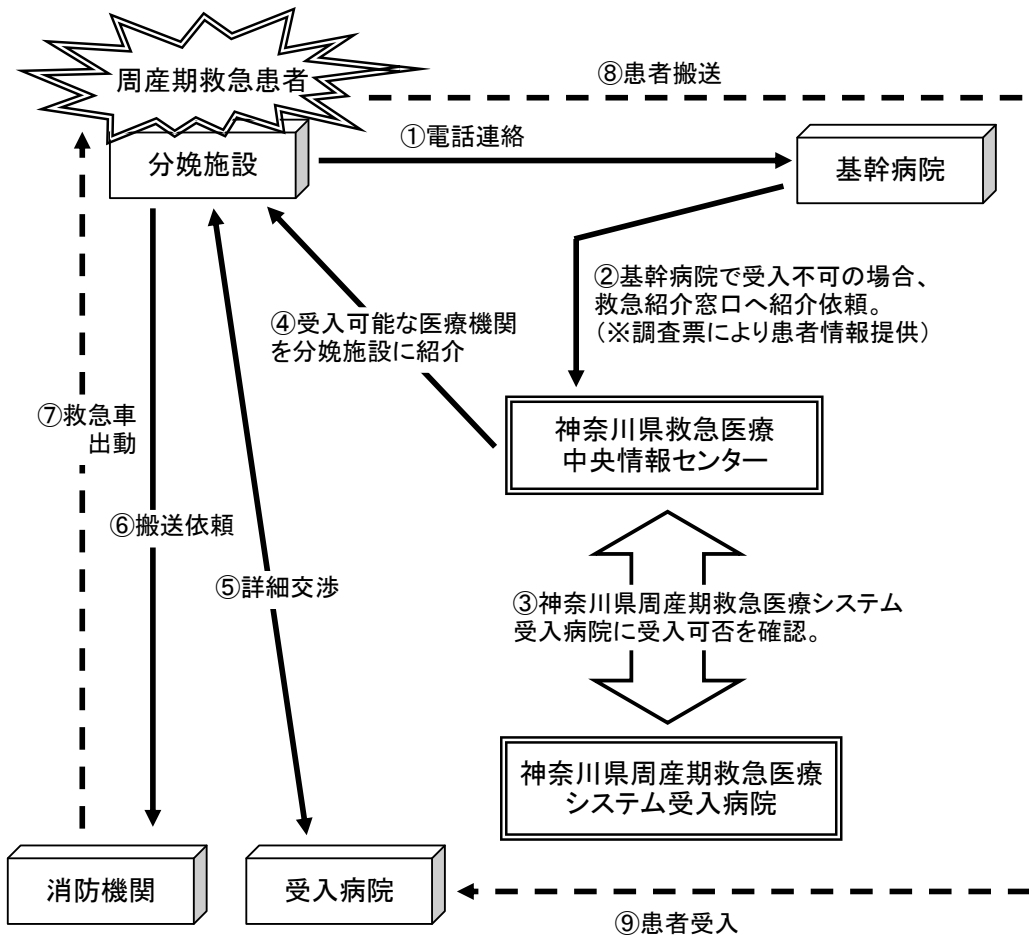 周産期救急患者
⑧患者搬送
①電話連絡
分娩施設
基幹病院
②基幹病院で受入不可の場合、
救急紹介窓口へ紹介依頼。
（※調査票により患者情報提供）
④受入可能な医療機関
を分娩施設に紹介
⑦救急車
出動
神奈川県救急医療
中央情報センター
⑥搬送依頼
⑤詳細交渉
③神奈川県周産期救急医療システム
受入病院に受入可否を確認。
神奈川県周産期救急医療
システム受入病院
消防機関
受入病院
⑨患者受入